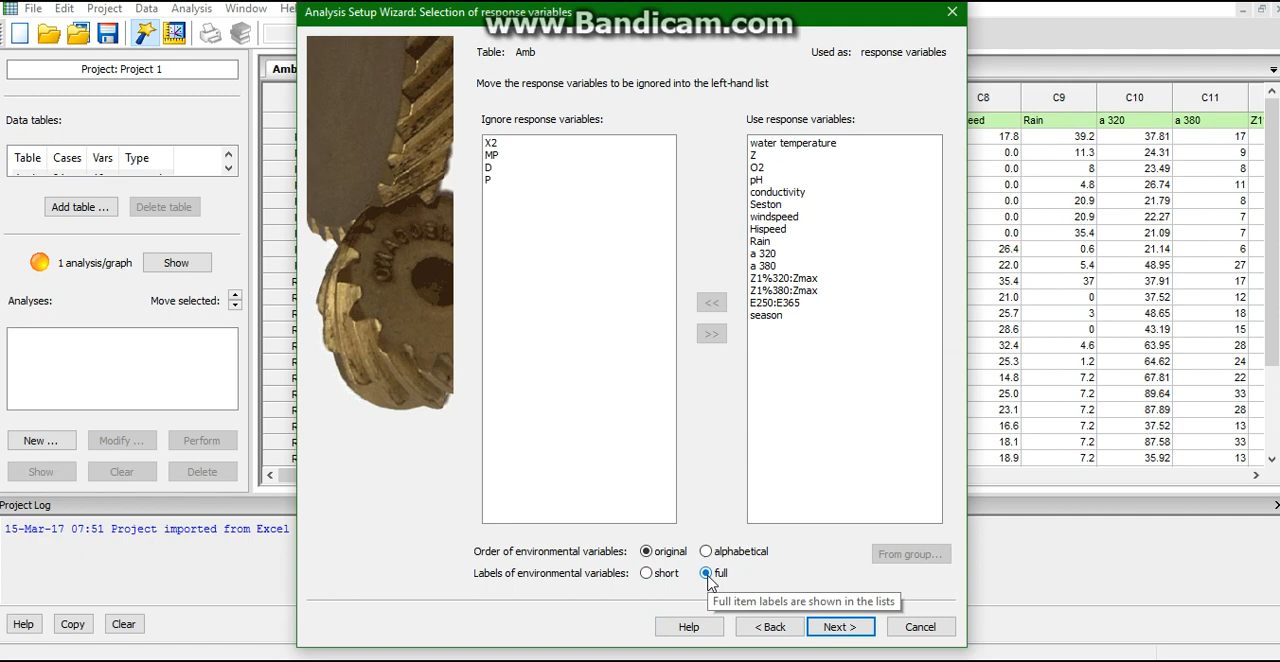 File Edit Project Data Analysis Window
Analysis Setup Wizard: Selection of response variables
www.Bandicam.com
Project: Project 1
Data tables:
Table Cases Vars Type
Add table ... Delete table
1 analysis/graph Show
Analyses: Move selected:
New ... Modify ... Perform
Show Clear Delete
Project Log
15-Mar-17 07:51 Project imported from Excel
Help Copy Clear
Table: Amb Used as: response variables
Move the response variables to be ignored into the left-hand list
Ignore response variables:
X2
MP
D
P
<<
>>
Use response variables:
water temperature
Z
O2
pH
conductivity
Seston
windspeed
Hispeed
Rain
a 320
a 380
Z1%320:Zmax
Z1%380:Zmax
E250:E365
season
Order of environmental variables: original alphabetical
From group...
Labels of environmental variables: short full
Full item labels are shown in the lists
Help < Back Next > Cancel
C8 C9 C10 C11
Rain a 320 a 380
17.8 39.2 37.81 17
0.0 11.3 24.31 9
0.0 8 23.49 8
0.0 4.8 26.74 11
0.0 20.9 21.79 8
0.0 20.9 22.27 7
0.0 35.4 21.09 7
26.4 0.6 21.14 6
22.0 5.4 48.95 27
35.4 37 37.91 17
21.0 0 37.52 12
25.7 3 48.65 18
28.6 0 43.19 15
32.4 4.6 63.95 28
25.3 1.2 64.62 24
14.8 7.2 67.81 22
25.0 7.2 89.64 33
23.1 7.2 87.89 28
16.6 7.2 37.52 13
18.1 7.2 87.58 33
18.9 7.2 35.92 13